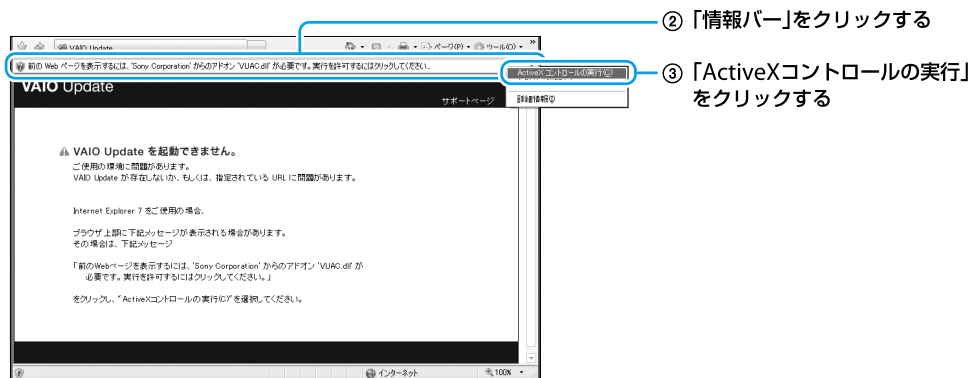 ② 「情報バー」をクリックする
VAIO Update
ページ(P) ツール(O)
前の Web ページを表示するには、'Sony Corporation' からのアドオン 'VUAC.dll' が必要です。実行を許可するにはクリックしてください...
ActiveX コントロールの実行(C)
③ 「ActiveXコントロールの実行」
をクリックする
VAIO Update
サポートページ
詳細情報(I)
VAIO Update を起動できません。
ご使用の環境に問題があります。
VAIO Update が存在しないか、もしくは、指定されている URL に問題があります。
Internet Explorer 7 をご使用の場合、
ブラウザ上部に下記メッセージが表示される場合があります。
その場合は、下記メッセージ
「前のWebページを表示するには、'Sony Corporation' からのアドオン 'VUAC.dll' が
必要です。実行を許可するにはクリックしてください。」
をクリックし、"ActiveXコントロールの実行(C)"を選択してください。
インターネット
100%